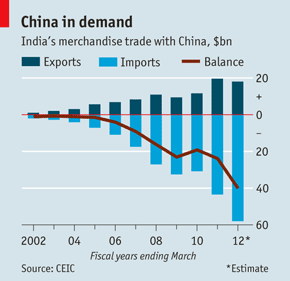 China in demand
India's merchandise trade with China, $bn
Exports Imports Balance
20
+
0
–
20
40
60
2002 04 06 08 10 12*
Fiscal years ending March
Source: CEIC *Estimate